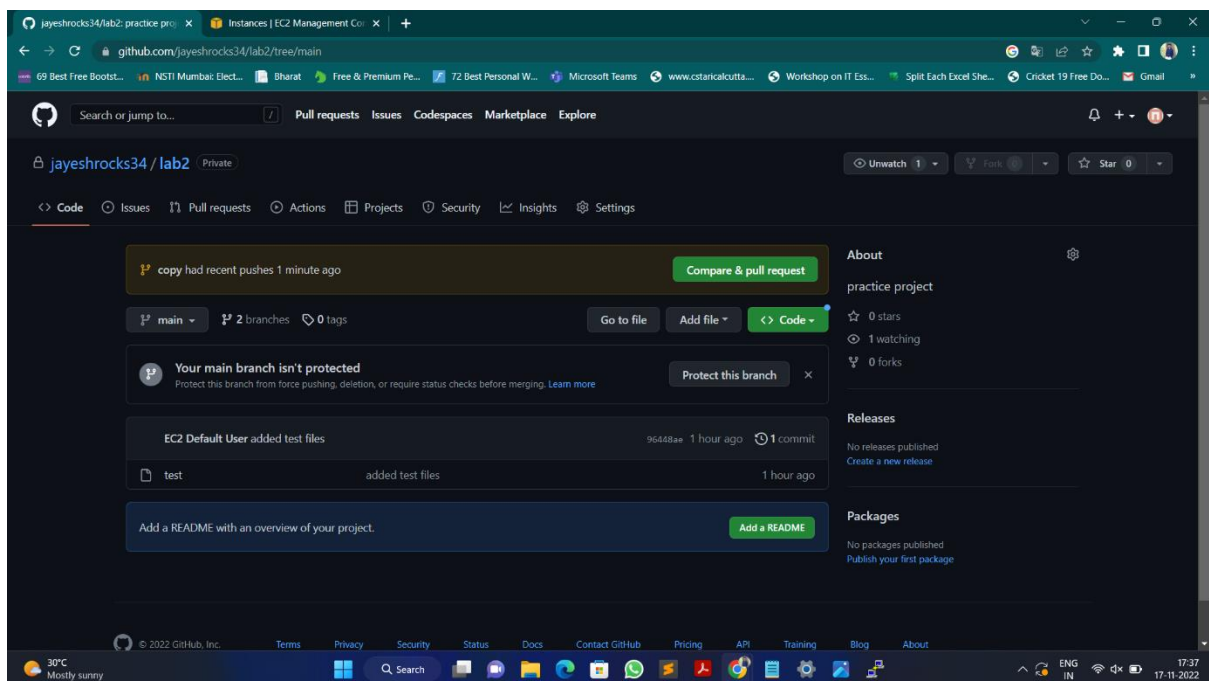 jayeshrocks34/lab2: practice proj
Instances | EC2 Management Con
github.com/jayeshrocks34/lab2/tree/main
69 Best Free Bootst... NSTI Mumbai: Elect... Bharat Free & Premium Pe... 72 Best Personal W... Microsoft Teams www.cstaricalcutta.... Workshop on IT Ess... Split Each Excel She... Cricket 19 Free Do... Gmail »
Search or jump to... / Pull requests Issues Codespaces Marketplace Explore
jayeshrocks34 / lab2 Private
Unwatch 1 Fork 0 Star 0
<> Code Issues Pull requests Actions Projects Security Insights Settings
copy had recent pushes 1 minute ago Compare & pull request
main 2 branches 0 tags Go to file Add file <> Code
Your main branch isn't protected
Protect this branch from force pushing, deletion, or require status checks before merging. Learn more
Protect this branch
EC2 Default User added test files 96448ae 1 hour ago 1 commit
test added test files 1 hour ago
Add a README with an overview of your project. Add a README
About
practice project
0 stars
1 watching
0 forks
Releases
No releases published
Create a new release
Packages
No packages published
Publish your first package
© 2022 GitHub, Inc. Terms Privacy Security Status Docs Contact GitHub Pricing API Training Blog About
30°C
Mostly sunny
Search
ENG
IN
17:37
17-11-2022